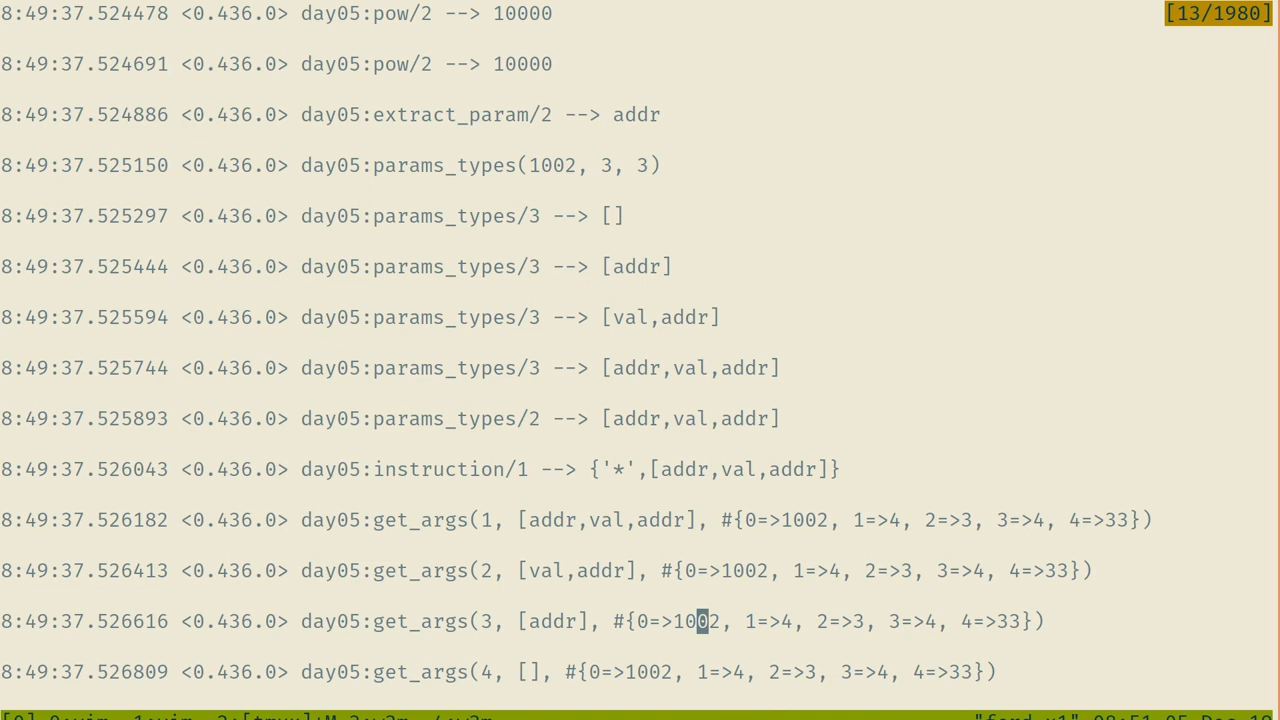 8:49:37.524478 <0.436.0> day05:pow/2 --> 10000 [13/1980]
8:49:37.524691 <0.436.0> day05:pow/2 --> 10000
8:49:37.524886 <0.436.0> day05:extract_param/2 --> addr
8:49:37.525150 <0.436.0> day05:params_types(1002, 3, 3)
8:49:37.525297 <0.436.0> day05:params_types/3 --> []
8:49:37.525444 <0.436.0> day05:params_types/3 --> [addr]
8:49:37.525594 <0.436.0> day05:params_types/3 --> [val,addr]
8:49:37.525744 <0.436.0> day05:params_types/3 --> [addr,val,addr]
8:49:37.525893 <0.436.0> day05:params_types/2 --> [addr,val,addr]
8:49:37.526043 <0.436.0> day05:instruction/1 --> {'*',[addr,val,addr]}
8:49:37.526182 <0.436.0> day05:get_args(1, [addr,val,addr], #{0=>1002, 1=>4, 2=>3, 3=>4, 4=>33})
8:49:37.526413 <0.436.0> day05:get_args(2, [val,addr], #{0=>1002, 1=>4, 2=>3, 3=>4, 4=>33})
8:49:37.526616 <0.436.0> day05:get_args(3, [addr], #{0=>1002, 1=>4, 2=>3, 3=>4, 4=>33})
8:49:37.526809 <0.436.0> day05:get_args(4, [], #{0=>1002, 1=>4, 2=>3, 3=>4, 4=>33})